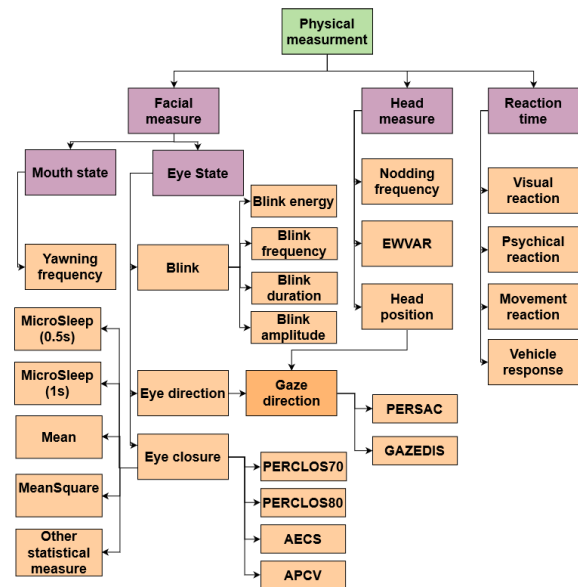 Physical
measurment
Facial
measure
Head
measure
Reaction
time
Mouth state
Eye State
Yawning
frequency
Blink
Blink energy
Blink
frequency
Blink
duration
Blink
amplitude
Nodding
frequency
EWVAR
Head
position
Visual
reaction
Psychical
reaction
Movement
reaction
Vehicle
response
MicroSleep
(0.5s)
MicroSleep
(1s)
Mean
MeanSquare
Other
statistical
measure
Eye direction
Gaze
direction
PERSAC
GAZEDIS
Eye closure
PERCLOS70
PERCLOS80
AECS
APCV